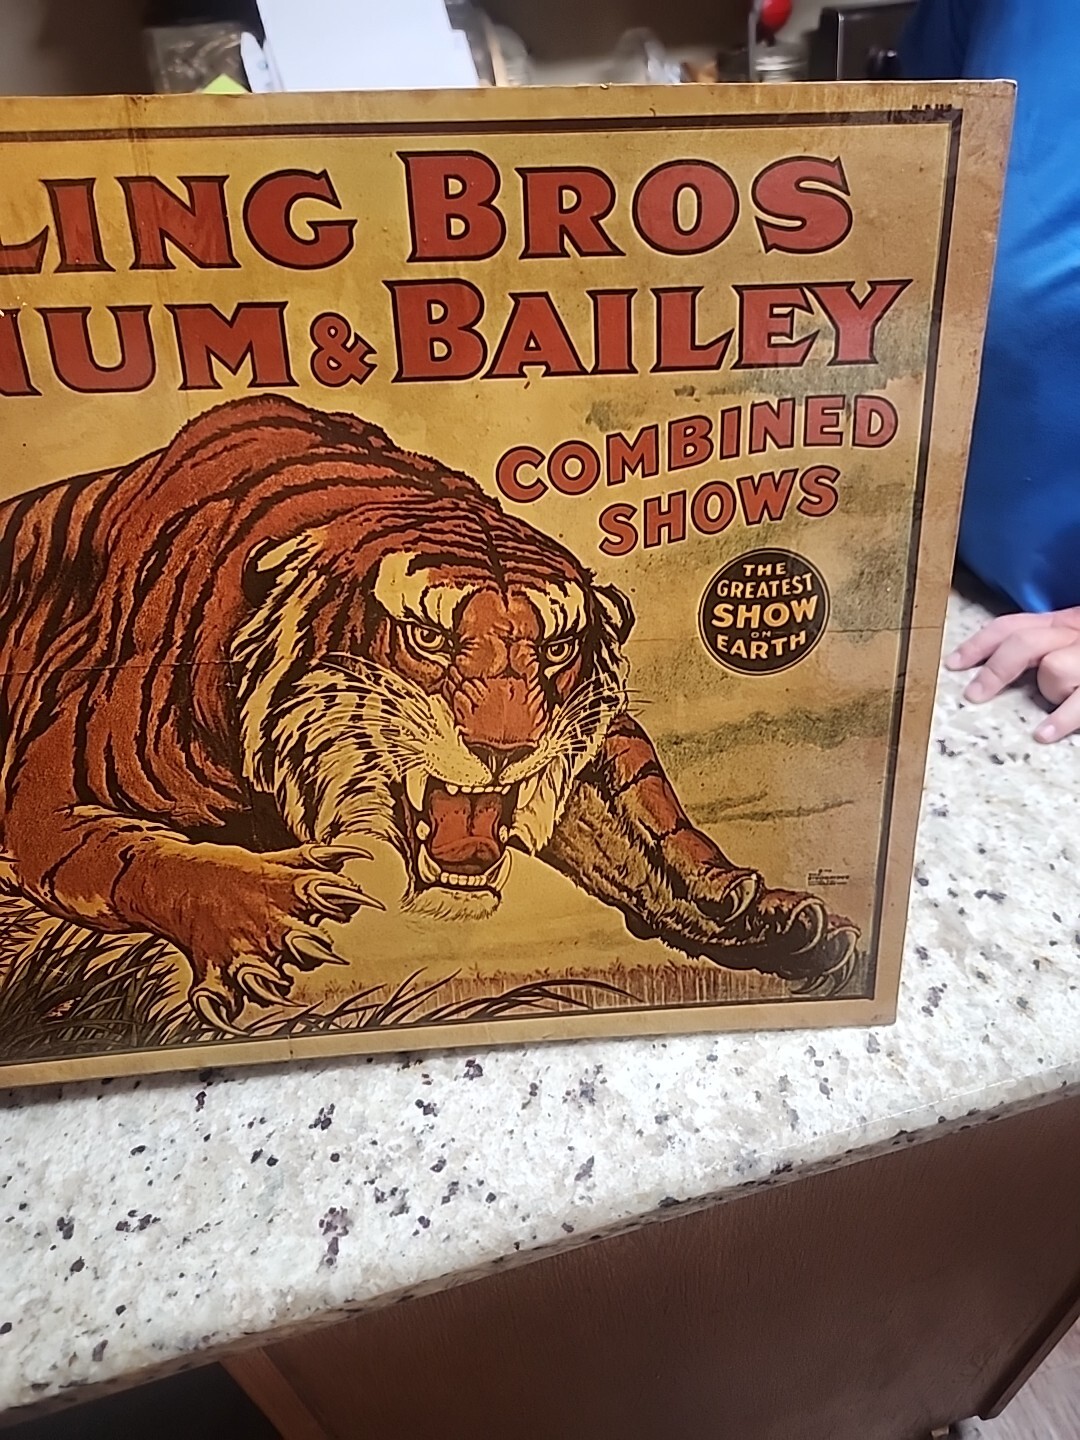 LING BROS
NUM & BAILEY
COMBINED
SHOWS
THE
GREATEST
SHOW
ON
EARTH